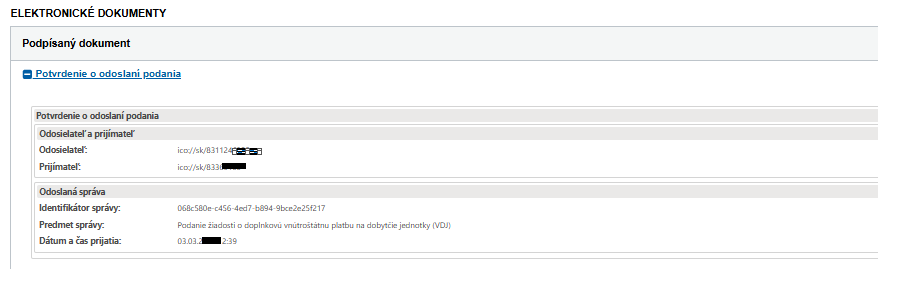 ELEKTRONICKÉ DOKUMENTY
Podpísaný dokument
Potvrdenie o odoslaní podania
Potvrdenie o odoslaní podania
Odosielateľ a prijímateľ
Odosielateľ: ico://sk/831124
Prijímateľ: ico://sk/833
Odoslaná správa
Identifikátor správy: 068c580e-c456-4ed7-b894-9bce2e25f217
Predmet správy: Podanie žiadosti o doplnkovú vnútroštátnu platbu na dobytčie jednotky (VDJ)
Dátum a čas prijatia: 03.03.2 2:39